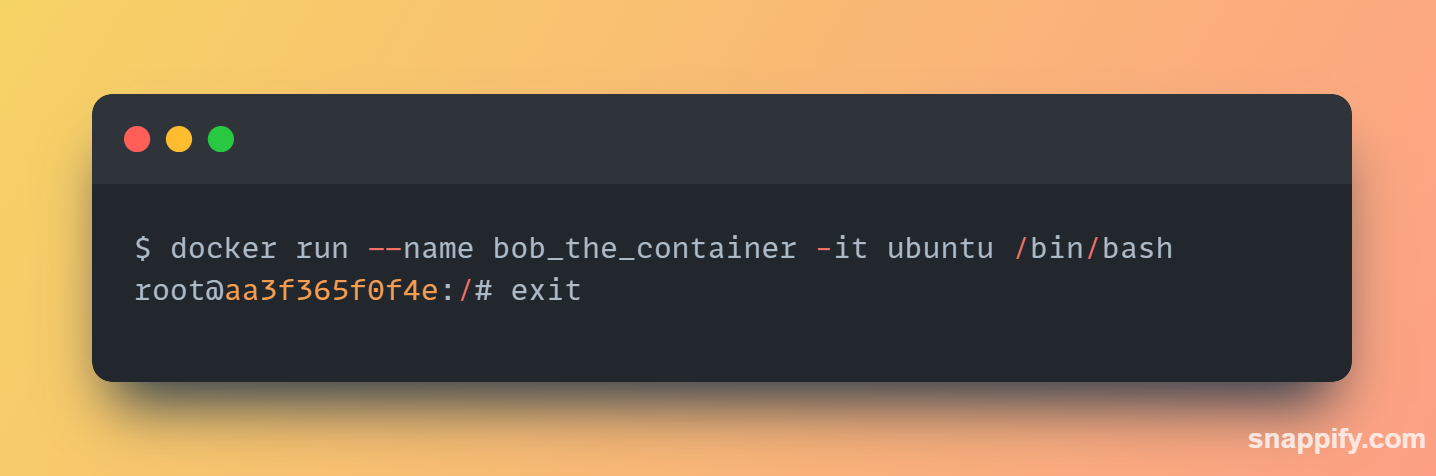 $ docker run --name bob_the_container -it ubuntu /bin/bash
root@aa3f365f0f4e:/# exit
snappify.com